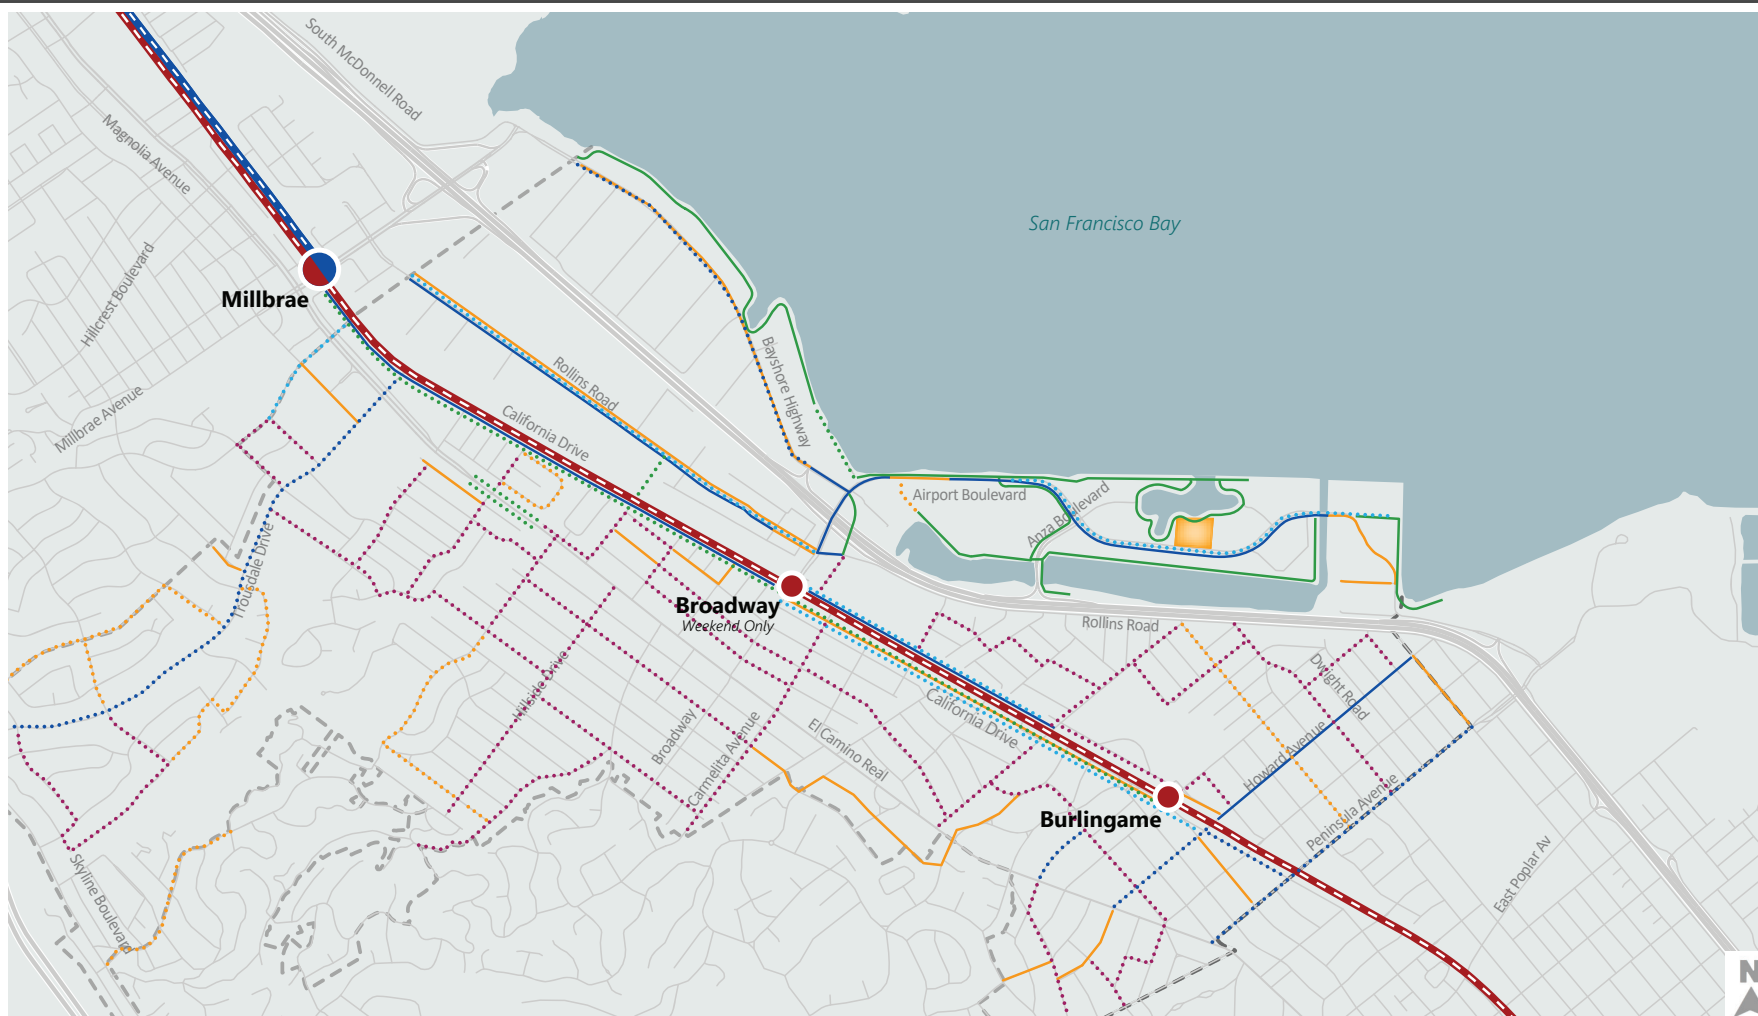 South McDonnell Road
Magnolia Avenue
San Francisco Bay
Hillcrest Boulevard
Millbrae
Bayshore Highway
Rollins Road
Millbrae Avenue
California Drive
Airport Boulevard
Anza Boulevard
Trousdale Drive
Broadway
Weekend Only
Rollins Road
Hillside Drive
Dwight Road
California Drive
Broadway
Carmelita Avenue
El Camino Real
Howard Avenue
Burlingame
Peninsula Avenue
East Poplar Av
Skyline Boulevard
N